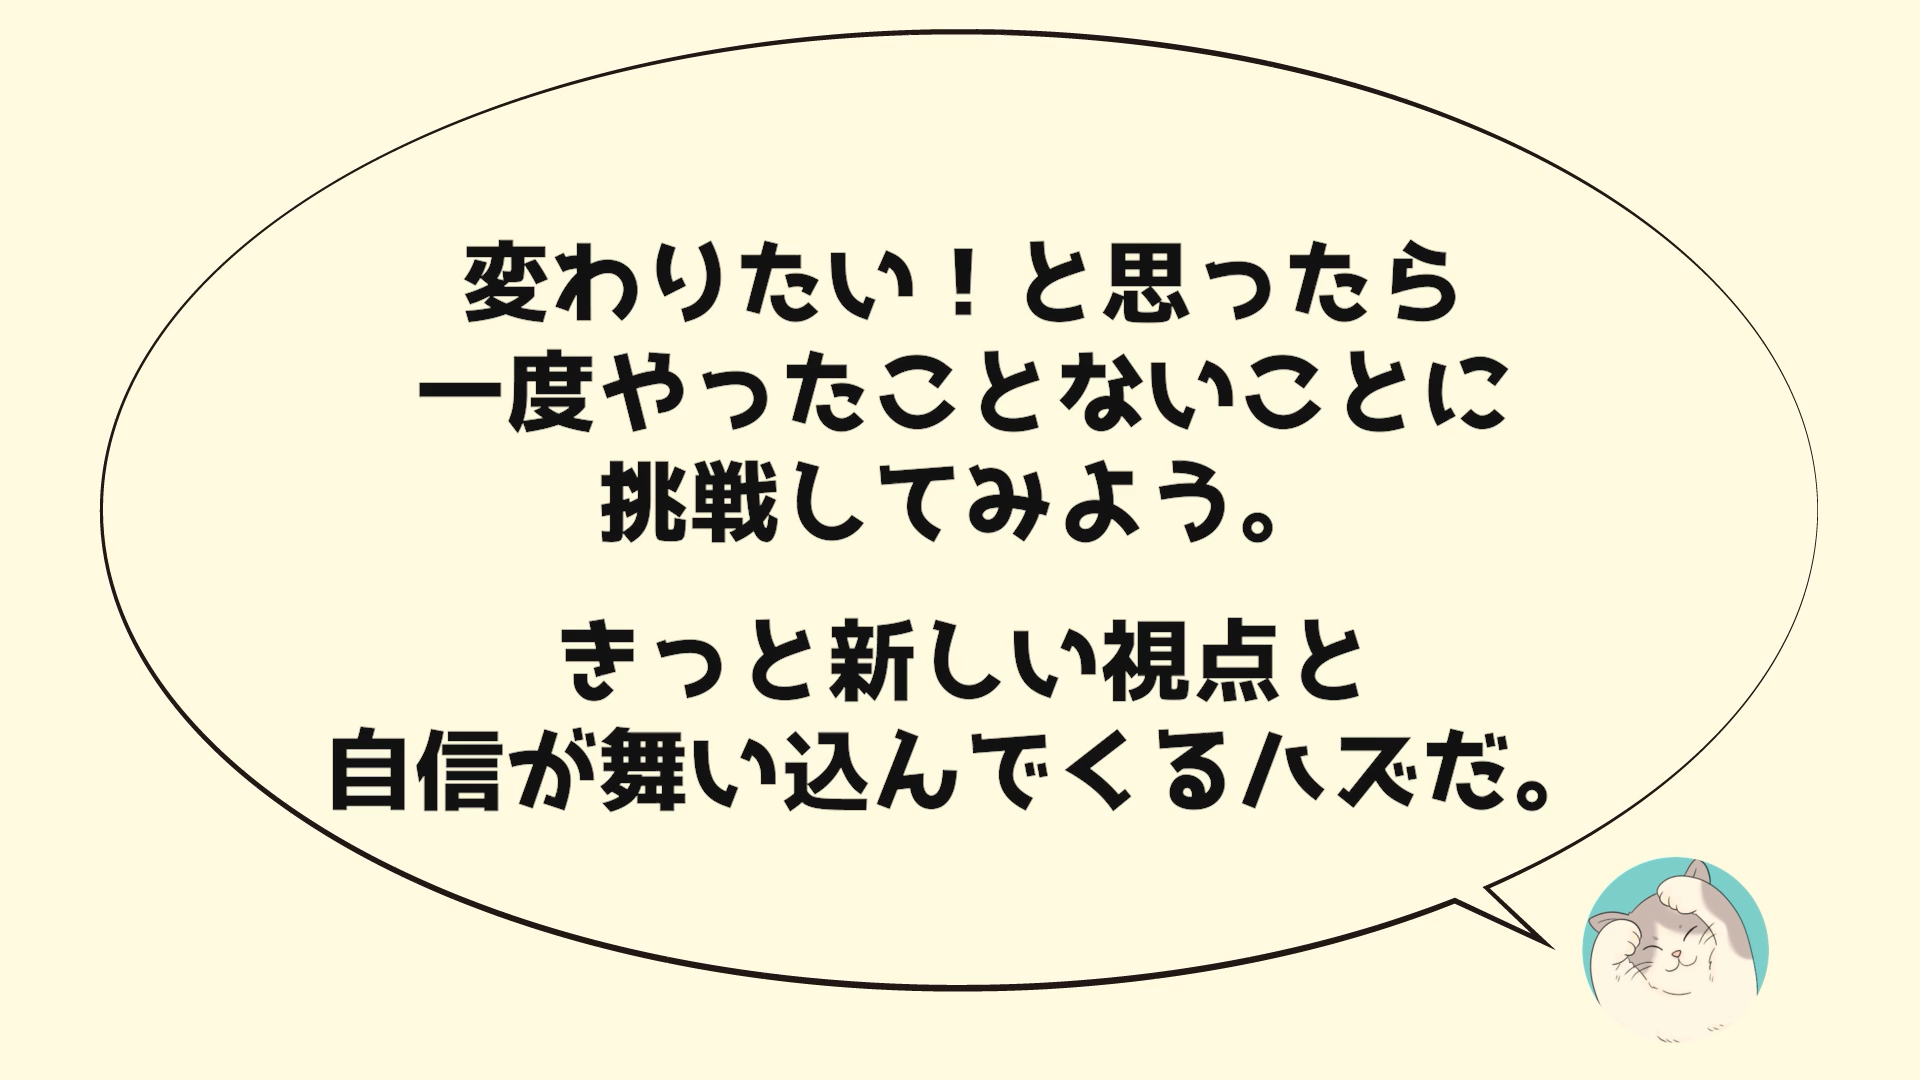 変わりたい！と思ったら
一度やったことないことに
挑戦してみよう。
きっと新しい視点と
自信が舞い込んでくるハズだ。